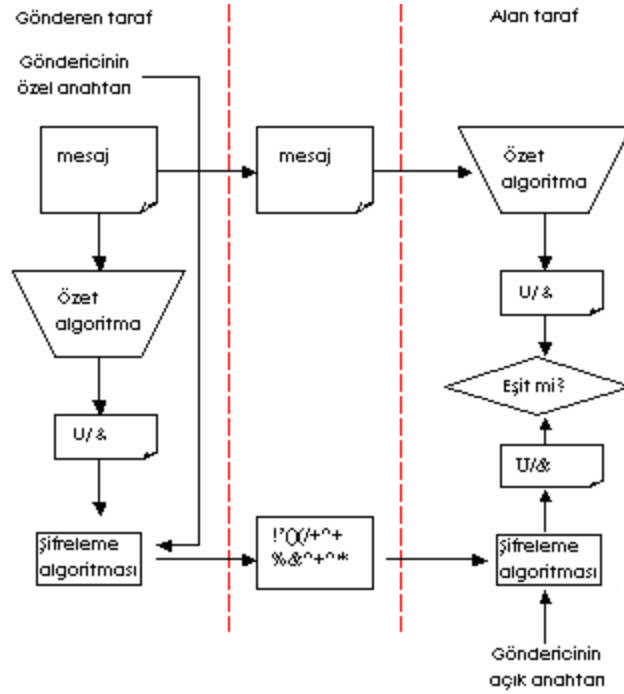 Gönderen taraf
Alan taraf
Göndericinin
özel anahtarı
mesaj
mesaj
Özet
algoritma
Özet
algoritma
U/ &
U/ &
Eşit mi?
U/&
Şifreleme
algoritması
!'()(/+^+
%&^+^'*
Şifreleme
algoritması
Göndericinin
açık anahtarı